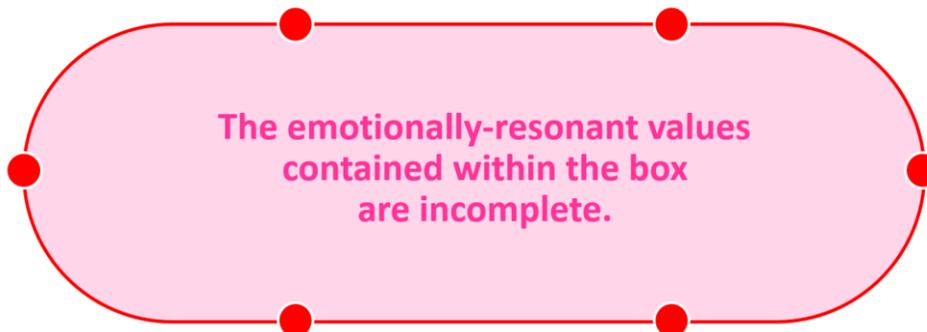 The emotionally-resonant values
contained within the box
are incomplete.